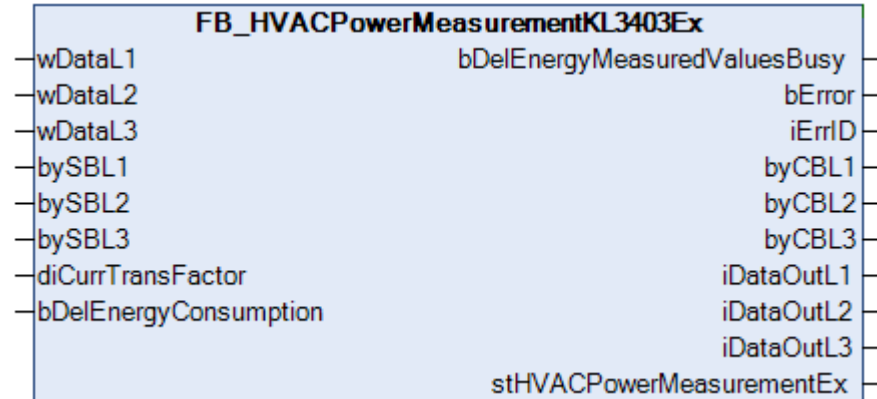 FB_HVACPowerMeasurementKL3403Ex
wDataL1 bDelEnergyMeasuredValuesBusy
wDataL2 bError
wDataL3 iErrID
bySBL1 byCBL1
bySBL2 byCBL2
bySBL3 byCBL3
diCurrTransFactor iDataOutL1
bDelEnergyConsumption iDataOutL2
iDataOutL3
stHVACPowerMeasurementEx